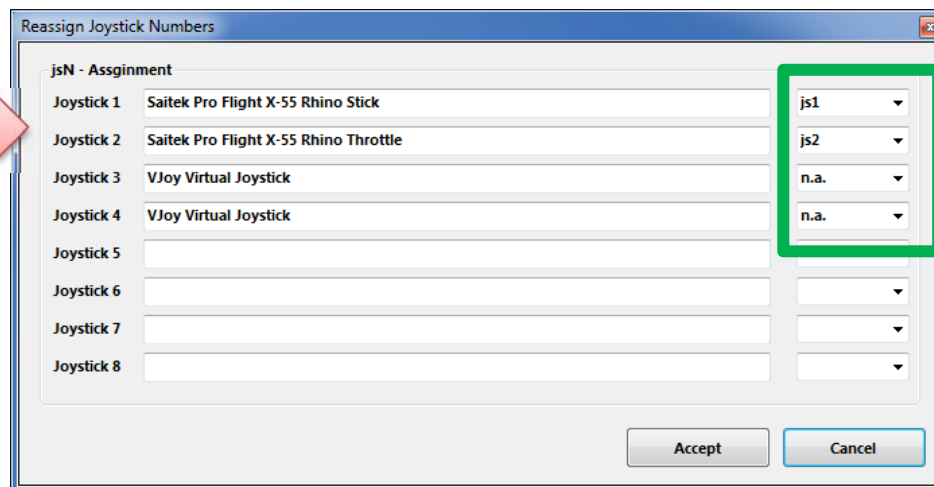 Reassign Joystick Numbers
jsN - Assginment
Joystick 1 Saitek Pro Flight X-55 Rhino Stick js1
Joystick 2 Saitek Pro Flight X-55 Rhino Throttle js2
Joystick 3 VJoy Virtual Joystick n.a.
Joystick 4 VJoy Virtual Joystick n.a.
Joystick 5
Joystick 6
Joystick 7
Joystick 8
Accept Cancel